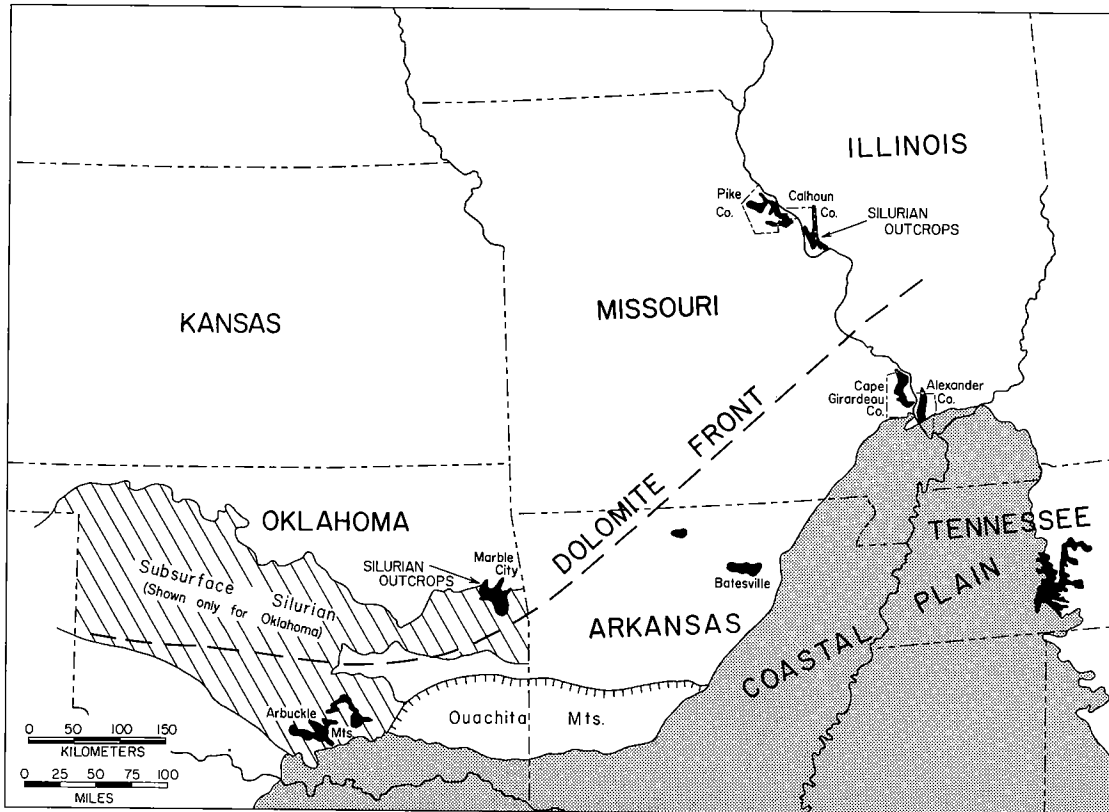 ILLINOIS
Pike
Co.
Calhoun
Co.
SILURIAN
OUTCROPS
KANSAS
MISSOURI
Cape
Girardeau
Co.
Alexander
Co.
DOLOMITE FRONT
OKLAHOMA
SILURIAN
OUTCROPS
Marble
City
Subsurface Silurian
(Shown only for Oklahoma)
Batesville
ARKANSAS
TENNESSEE
COASTAL PLAIN
Ouachita Mts.
Arbuckle
Mts.
0 50 100 150
KILOMETERS
0 25 50 75 100
MILES